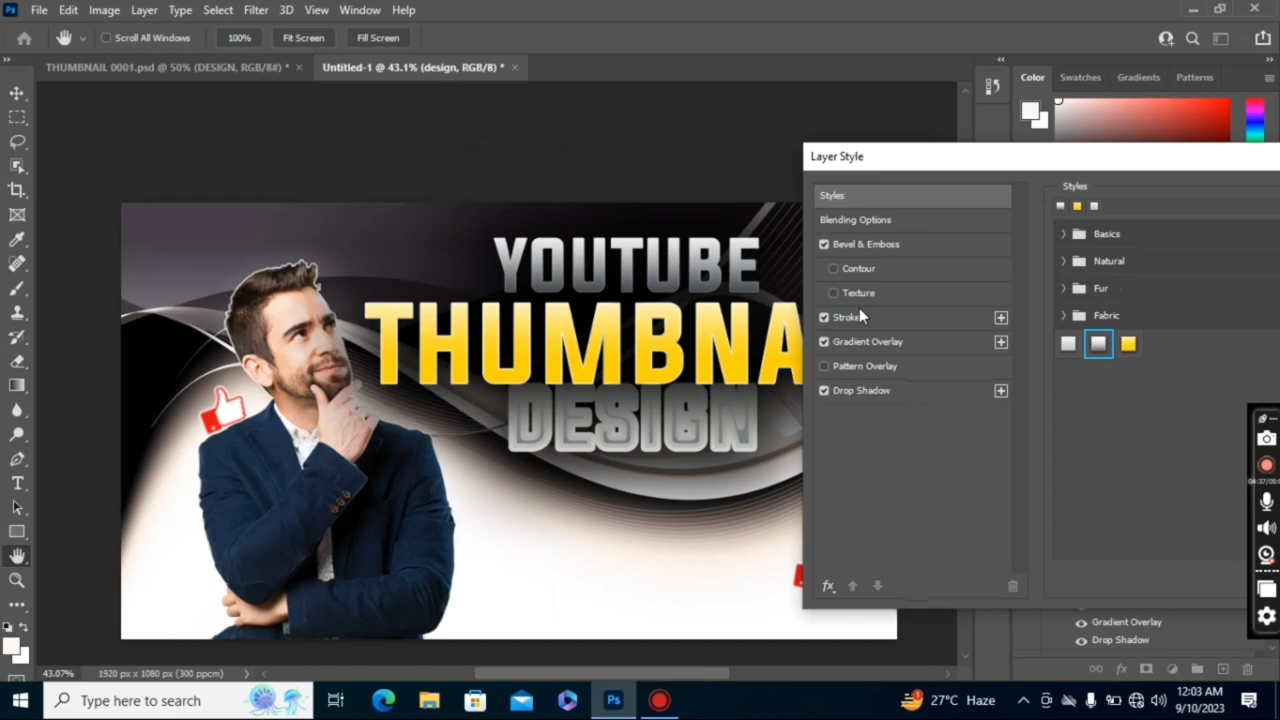 Ps File Edit Image Layer Type Select Filter 3D View Window Help
Scroll All Windows 100% Fit Screen Fill Screen
THUMBNAIL 0001.psd @ 50% (DESIGN, RGB/8#) * × Untitled-1 @ 43.1% (design, RGB/8) * ×
Color Swatches Gradients Patterns
Layer Style
Styles
Blending Options
Bevel & Emboss
Contour
Texture
Stroke
Gradient Overlay
Pattern Overlay
Drop Shadow
fx
Styles
Basics
Natural
Fur
Fabric
YOUTUBE
THUMBNA
DESIGN
Gradient Overlay
Drop Shadow
fx
43.07% 1920 px x 1080 px (300 ppcm)
Type here to search
Ps
27°C Haze
12:03 AM
9/10/2023